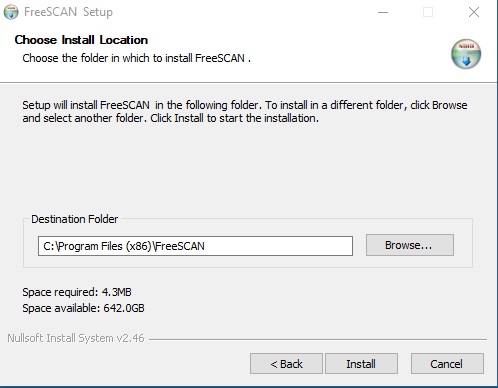 FreeSCAN Setup
Choose Install Location
Choose the folder in which to install FreeSCAN .
Setup will install FreeSCAN in the following folder. To install in a different folder, click Browse
and select another folder. Click Install to start the installation.
Destination Folder
C:\Program Files (x86)\FreeSCAN
Browse...
Space required: 4.3MB
Space available: 642.0GB
Nullsoft Install System v2.46
< Back
Install
Cancel